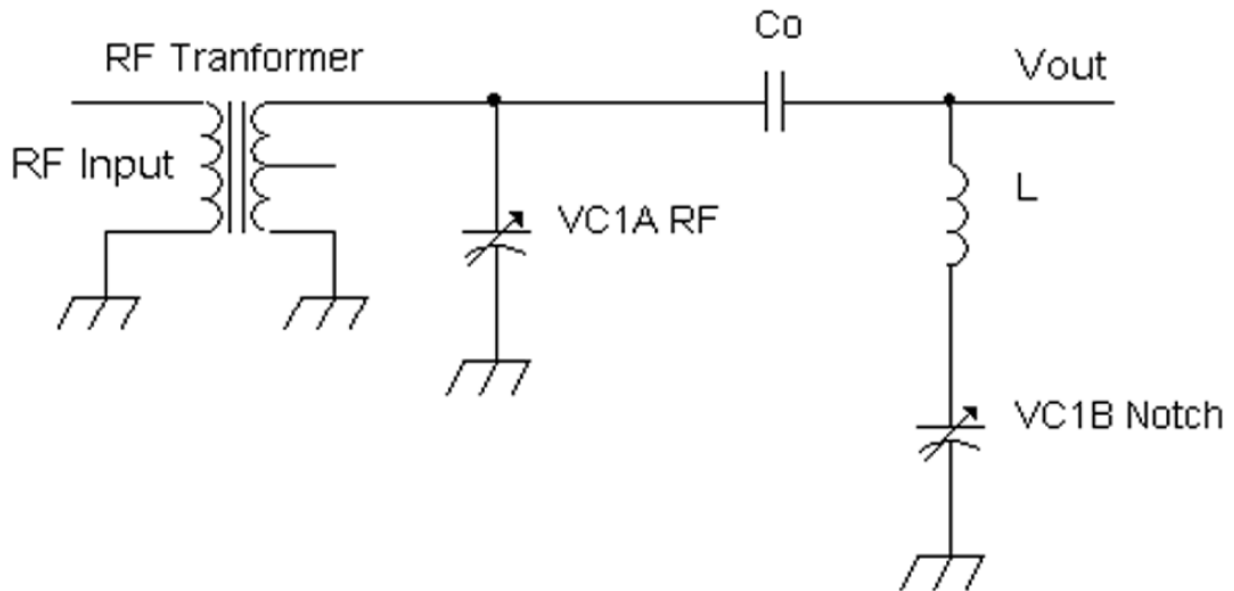 Co
RF Tranformer
Vout
RF Input
L
VC1A RF
VC1B Notch